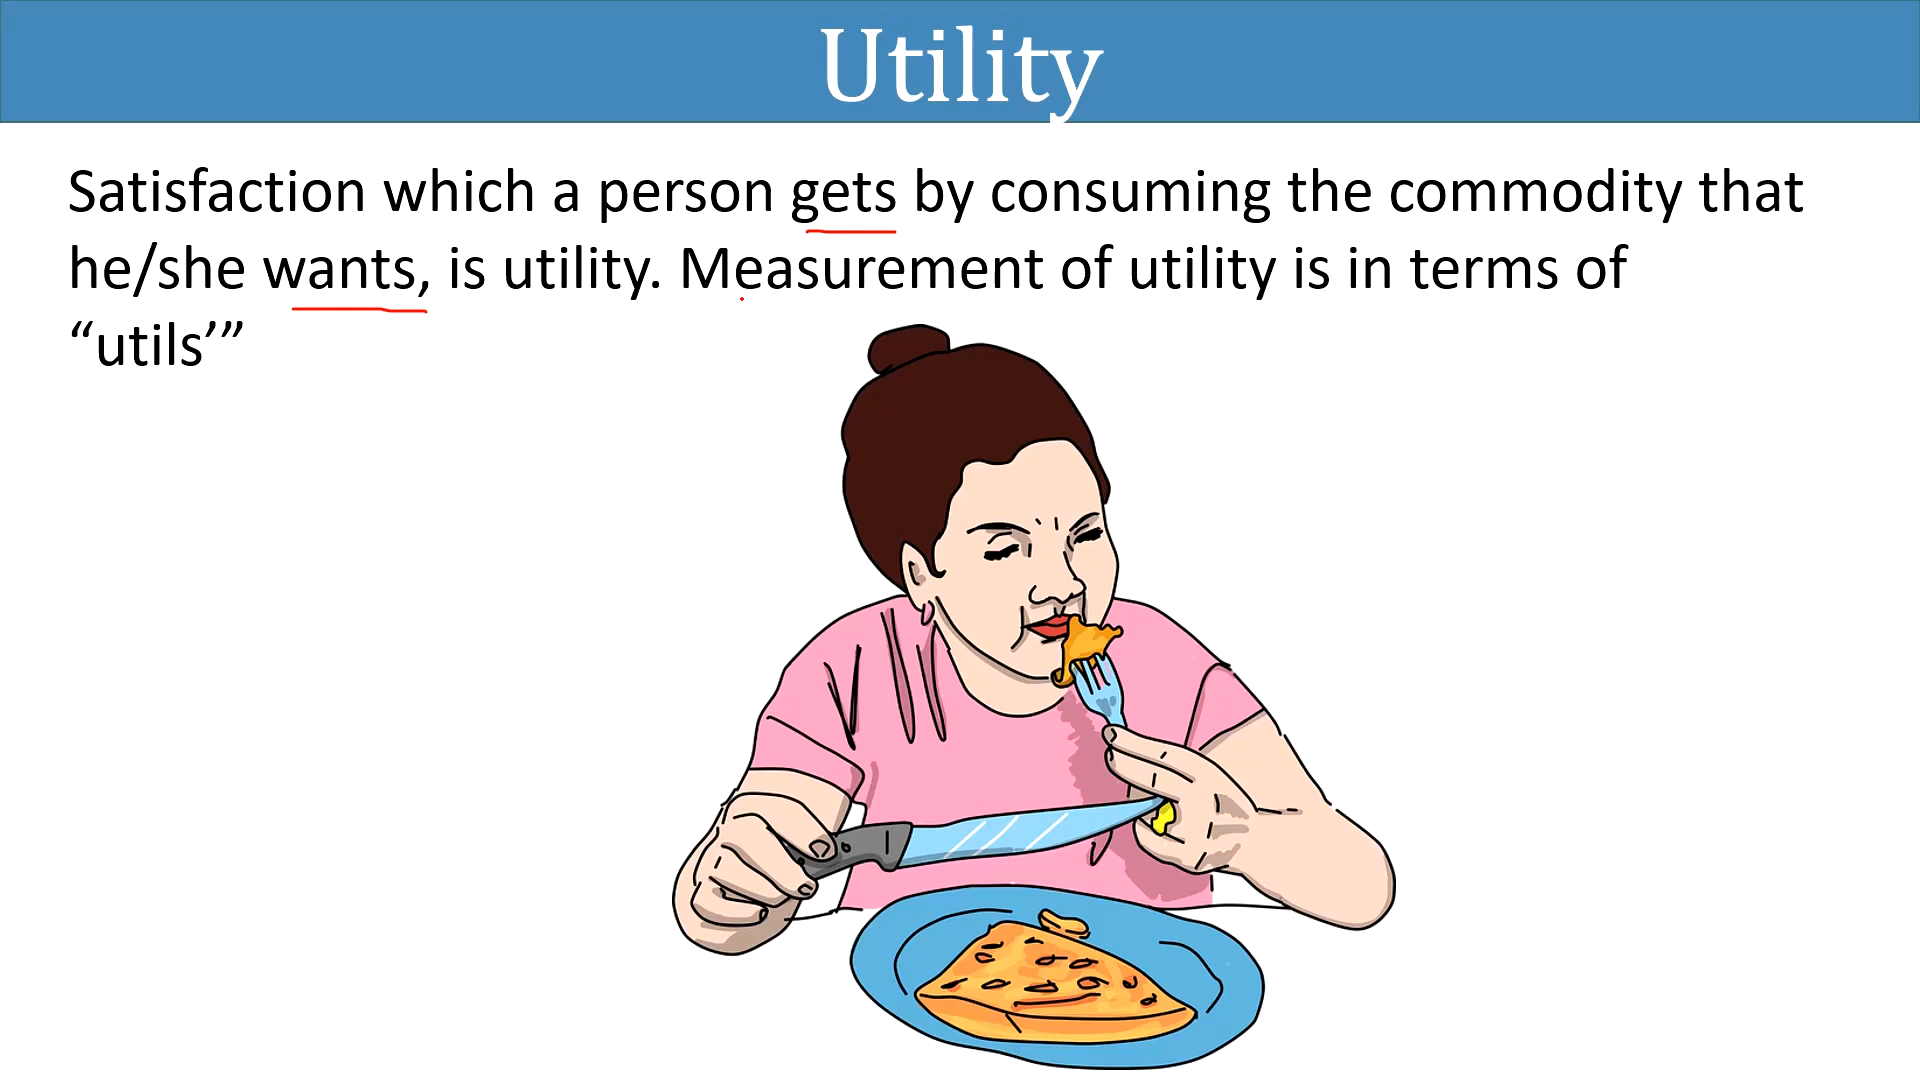 Utility
Satisfaction which a person gets by consuming the commodity that
he/she wants, is utility. Measurement of utility is in terms of
“utils’”